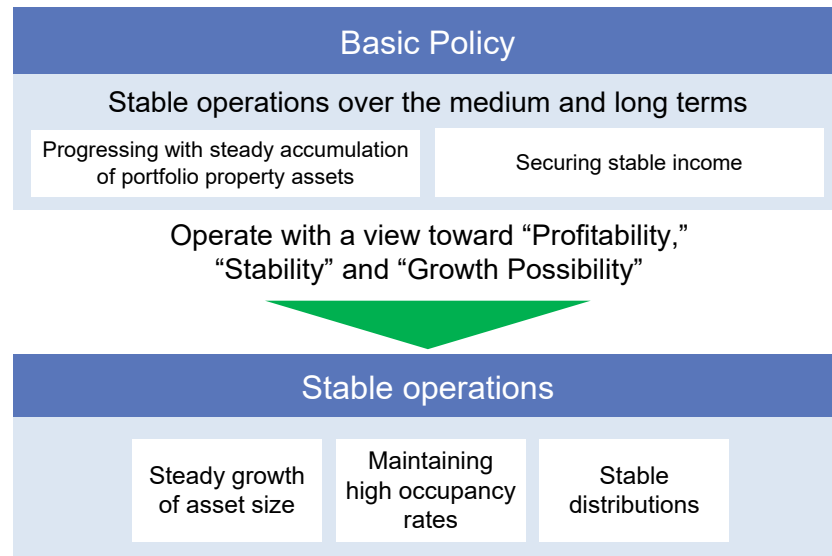 Basic Policy
Stable operations over the medium and long terms
Progressing with steady accumulation
of portfolio property assets
Securing stable income
Operate with a view toward “Profitability,”
“Stability” and “Growth Possibility”
Stable operations
Steady growth
of asset size
Maintaining
high occupancy
rates
Stable
distributions